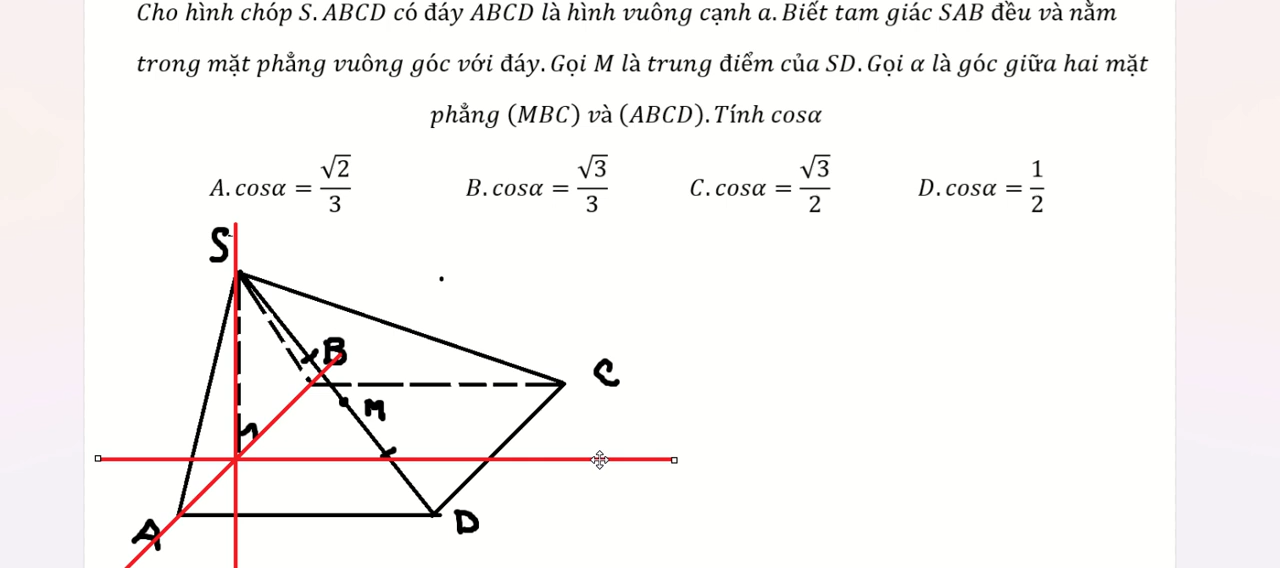 Cho hình chóp S.ABCD có đáy ABCD là hình vuông cạnh a.Biết tam giác SAB đều và nằm
trong mặt phẳng vuông góc với đáy.Gọi M là trung điểm của SD.Gọi α là góc giữa hai mặt
phẳng (MBC) và (ABCD).Tính cosα
A.cosα = √2/3 B.cosα = √3/3 C.cosα = √3/2 D.cosα = 1/2
S
B
C
M
A
D